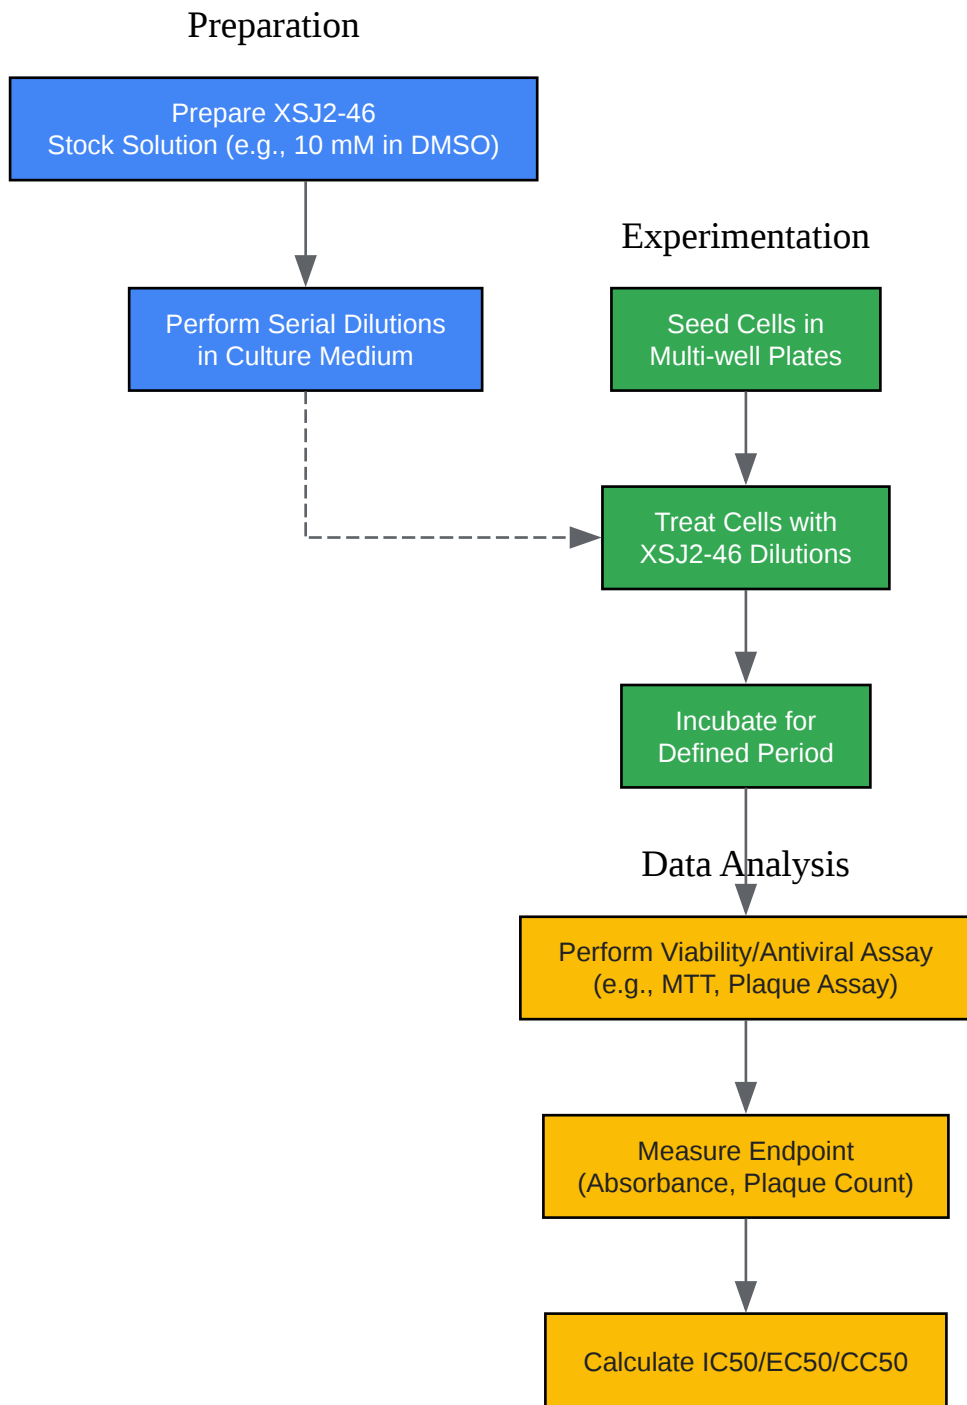 Preparation
Prepare XSJ2-46
Stock Solution (e.g., 10 mM in DMSO)
Perform Serial Dilutions
in Culture Medium
Experimentation
Seed Cells in
Multi-well Plates
Treat Cells with
XSJ2-46 Dilutions
Incubate for
Defined Period
Data Analysis
Perform Viability/Antiviral Assay
(e.g., MTT, Plaque Assay)
Measure Endpoint
(Absorbance, Plaque Count)
Calculate IC50/EC50/CC50